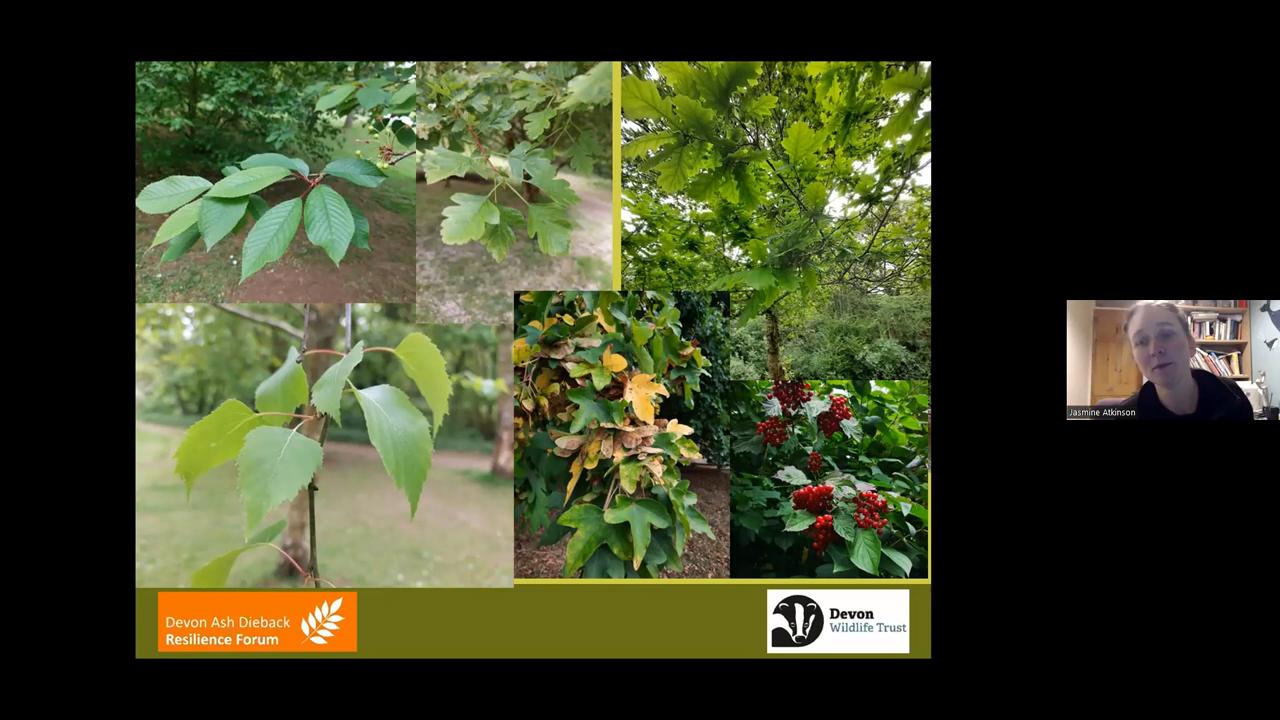 Jasmine Atkinson
Devon Ash Dieback
Resilience Forum
Devon
Wildlife Trust